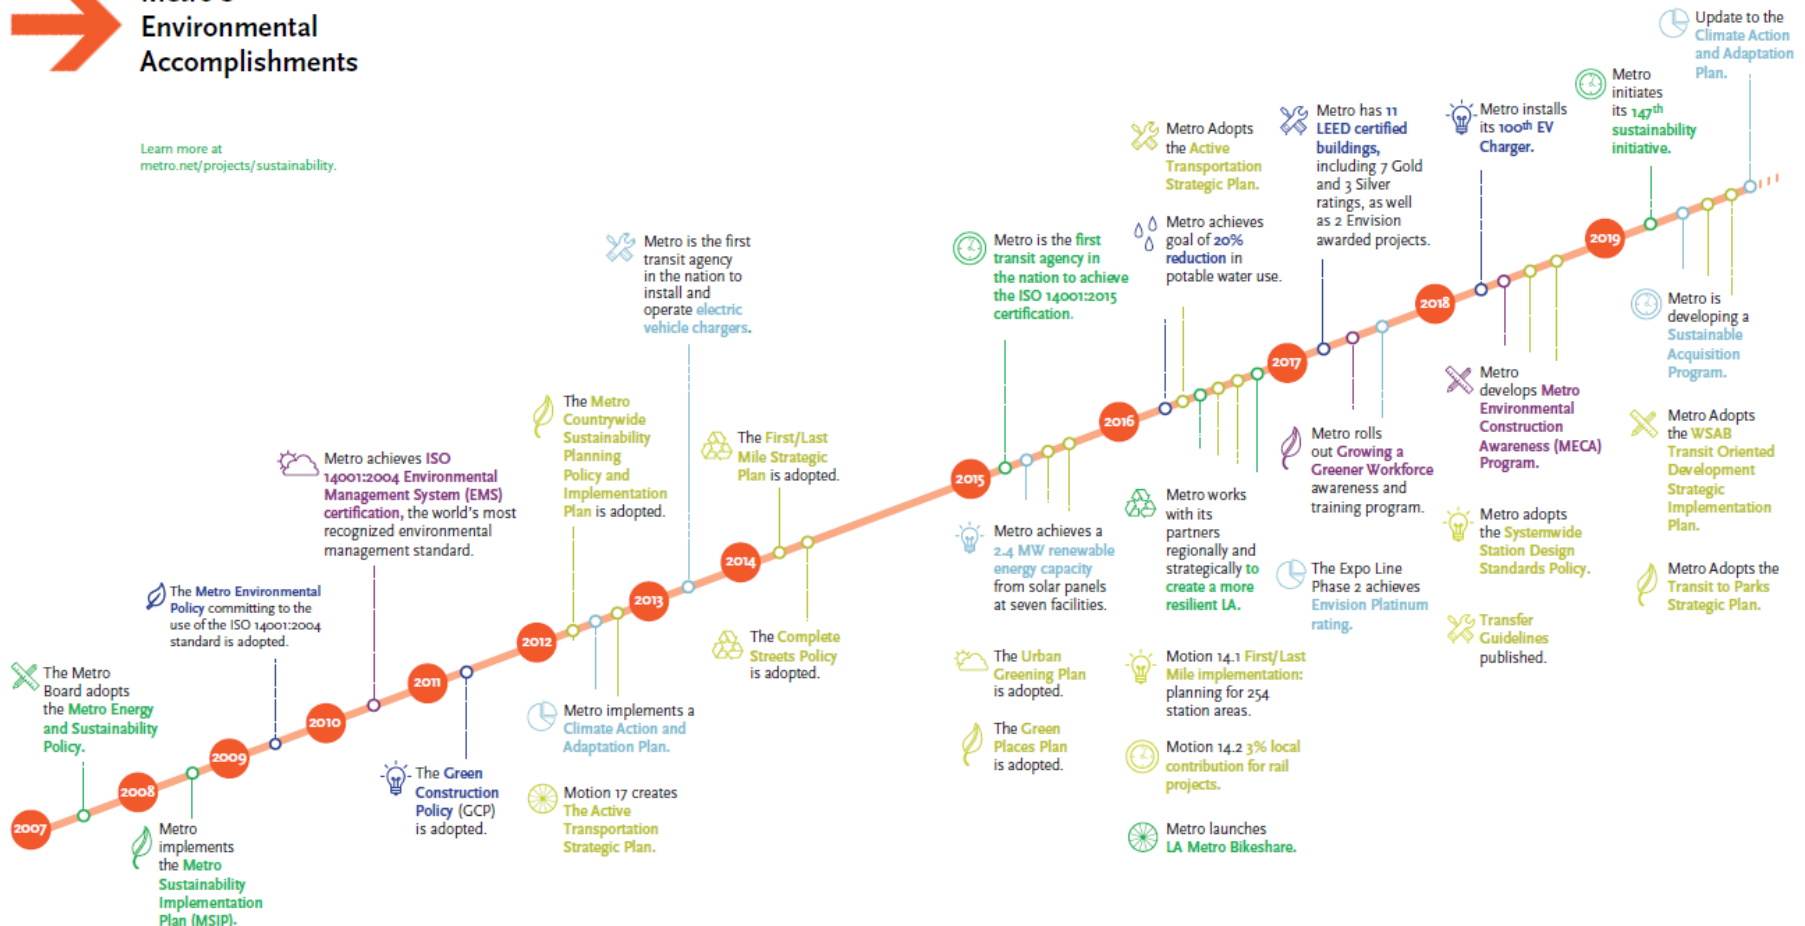 Metro's
Environmental
Accomplishments
Learn more at
metro.net/projects/sustainability.
2007
The Metro
Board adopts
the Metro Energy
and Sustainability
Policy.
2008
Metro
implements
the Metro
Sustainability
Implementation
Plan (MSIP).
2009
The Metro Environmental
Policy committing to the
use of the ISO 14001:2004
standard is adopted.
2010
Metro achieves ISO
14001:2004 Environmental
Management System (EMS)
certification, the world's most
recognized environmental
management standard.
2011
The Green
Construction
Policy (GCP)
is adopted.
2012
The Metro
Countrywide
Sustainability
Planning
Policy and
Implementation
Plan is adopted.
Metro implements a
Climate Action and
Adaptation Plan.
Motion 17 creates
The Active
Transportation
Strategic Plan.
2013
Metro is the first
transit agency
in the nation to
install and
operate electric
vehicle chargers.
2014
The First/Last
Mile Strategic
Plan is adopted.
The Complete
Streets Policy
is adopted.
2015
Metro is the first
transit agency in
the nation to achieve
the ISO 14001:2015
certification.
Metro achieves a
2.4 MW renewable
energy capacity
from solar panels
at seven facilities.
The Urban
Greening Plan
is adopted.
The Green
Places Plan
is adopted.
2016
Metro Adopts
the Active
Transportation
Strategic Plan.
Metro achieves
goal of 20%
reduction in
potable water use.
Metro works
with its
partners
regionally and
strategically to
create a more
resilient LA.
Motion 14.1 First/Last
Mile implementation:
planning for 254
station areas.
Motion 14.2 3% local
contribution for rail
projects.
Metro launches
LA Metro Bikeshare.
2017
Metro has 11
LEED certified
buildings,
including 7 Gold
and 3 Silver
ratings, as well
as 2 Envision
awarded projects.
Metro rolls
out Growing a
Greener Workforce
awareness and
training program.
The Expo Line
Phase 2 achieves
Envision Platinum
rating.
2018
Metro installs
its 100th EV
Charger.
Metro
develops Metro
Environmental
Construction
Awareness (MECA)
Program.
Metro adopts
the Systemwide
Station Design
Standards Policy.
Transfer
Guidelines
published.
2019
Metro
initiates
its 147th
sustainability
initiative.
Update to the
Climate Action
and Adaptation
Plan.
Metro is
developing a
Sustainable
Acquisition
Program.
Metro Adopts
the WSAB
Transit Oriented
Development
Strategic
Implementation
Plan.
Metro Adopts the
Transit to Parks
Strategic Plan.